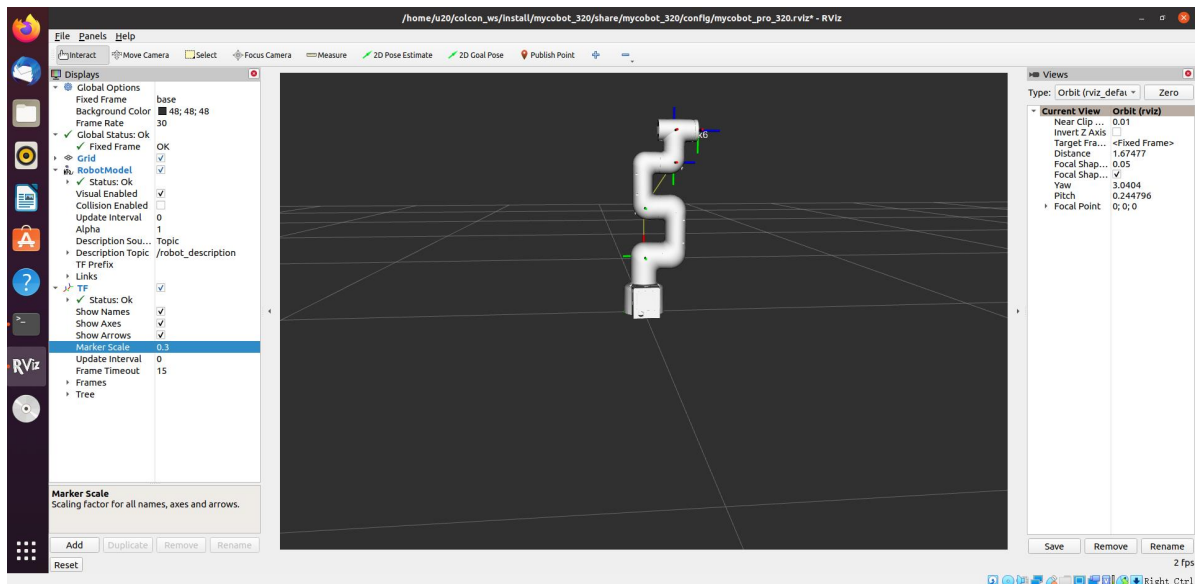 /home/u20/colcon_ws/install/mycobot_320/share/mycobot_320/config/mycobot_pro_320.rviz* - RViz
File Panels Help
Interact Move Camera Select Focus Camera Measure 2D Pose Estimate 2D Goal Pose Publish Point
Displays
Global Options
Fixed Frame base
Background Color 48; 48; 48
Frame Rate 30
Global Status: Ok
Fixed Frame OK
Grid
RobotModel
Status: Ok
Visual Enabled
Collision Enabled
Update Interval 0
Alpha 1
Description Sou... Topic
Description Topic /robot_description
TF Prefix
Links
TF
Status: Ok
Show Names
Show Axes
Show Arrows
Marker Scale 0.3
Update Interval 0
Frame Timeout 15
Frames
Tree
Marker Scale
Scaling factor for all names, axes and arrows.
Add Duplicate Remove Rename
Reset
RViz
Views
Type: Orbit (rviz_defau Zero
Current View Orbit (rviz)
Near Clip ... 0.01
Invert Z Axis
Target Fra... <Fixed Frame>
Distance 1.67477
Focal Shap... 0.05
Focal Shap...
Yaw 3.0404
Pitch 0.244796
Focal Point 0; 0; 0
Save Remove Rename
2 fps
Right Ctrl